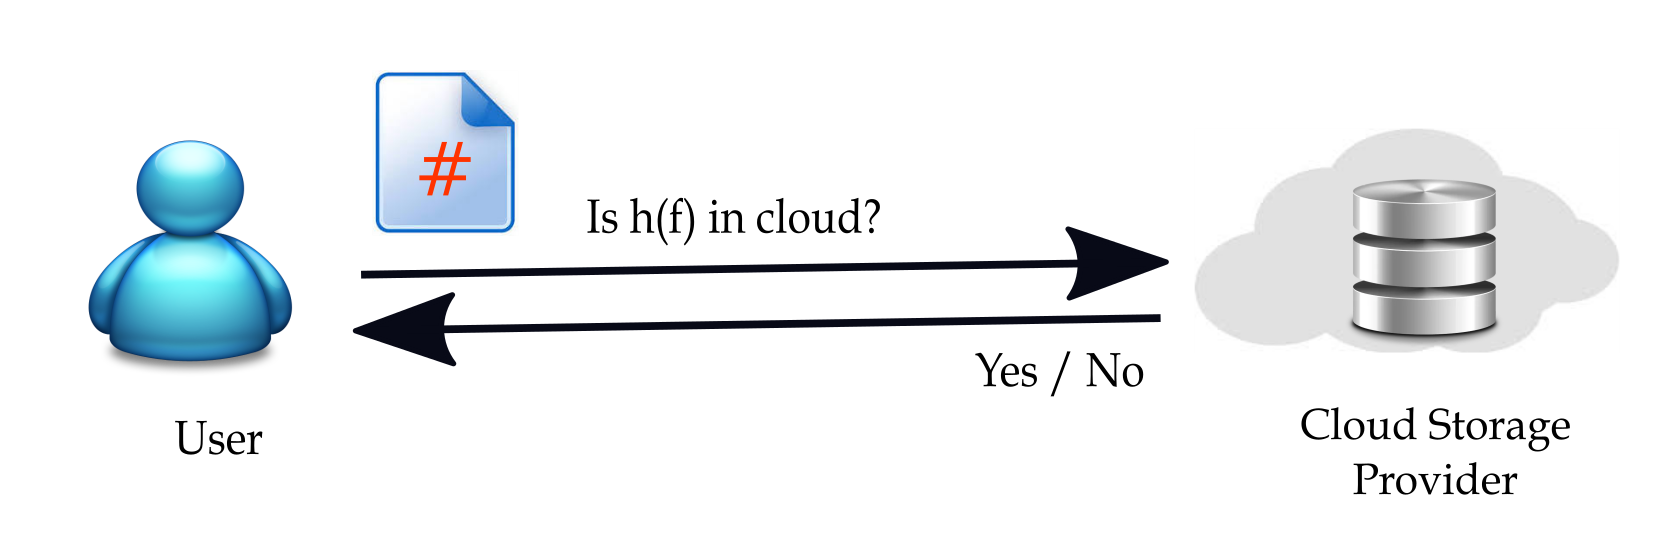 #
Is h(f) in cloud?
Yes / No
User
Cloud Storage
Provider